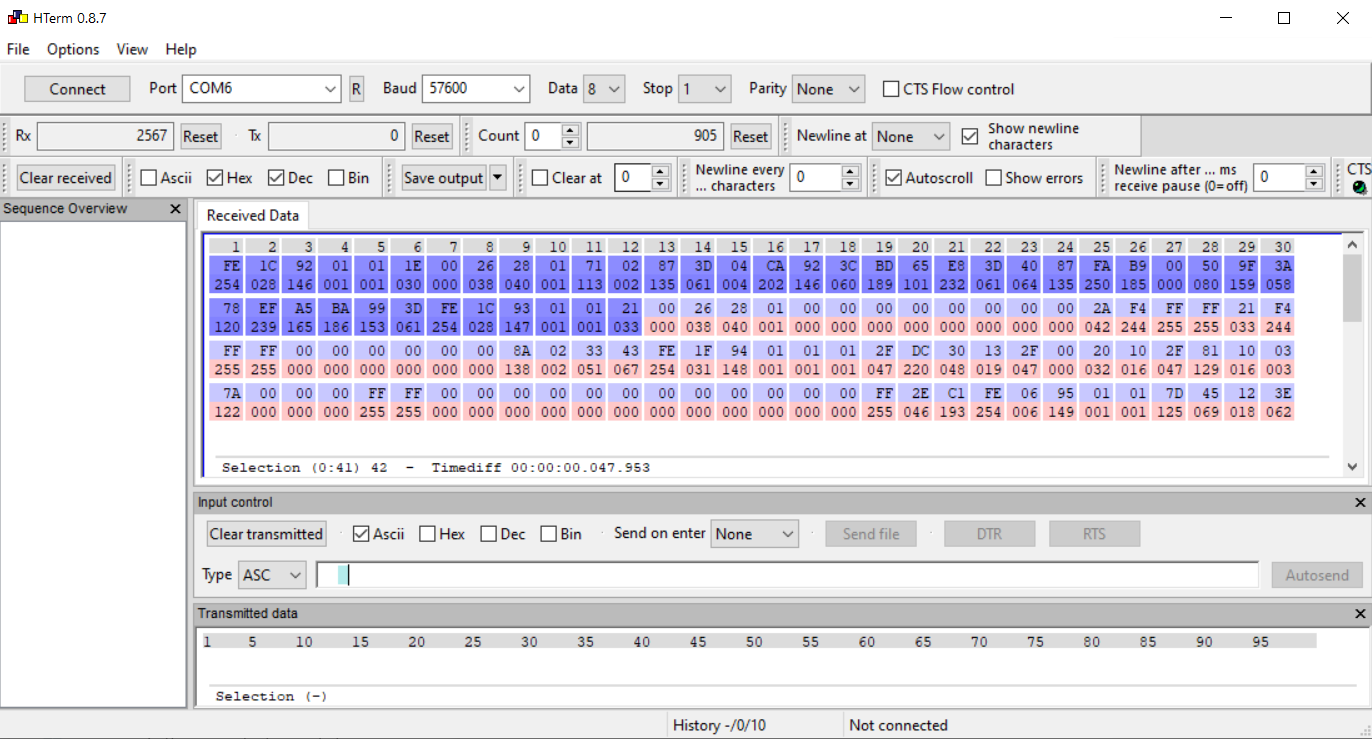 HTerm 0.8.7
File Options View Help
Connect Port COM6 R Baud 57600 Data 8 Stop 1 Parity None CTS Flow control
Rx 2567 Reset Tx 0 Reset Count 0 905 Reset Newline at None Show newline
characters
Clear received Ascii Hex Dec Bin Save output Clear at 0 Newline every
... characters 0 Autoscroll Show errors Newline after ... ms
receive pause (0=off) 0 CTS
Sequence Overview
Received Data
1 2 3 4 5 6 7 8 9 10 11 12 13 14 15 16 17 18 19 20 21 22 23 24 25 26 27 28 29 30
FE 1C 92 01 01 1E 00 26 28 01 71 02 87 3D 04 CA 92 3C BD 65 E8 3D 40 87 FA B9 00 50 9F 3A
254 028 146 001 001 030 000 038 040 001 113 002 135 061 004 202 146 060 189 101 232 061 064 135 250 185 000 080 159 058
78 EF A5 BA 99 3D FE 1C 93 01 01 21 00 26 28 01 00 00 00 00 00 00 00 00 2A F4 FF FF 21 F4
120 239 165 186 153 061 254 028 147 001 001 033 000 038 040 001 000 000 000 000 000 000 000 000 042 244 255 255 033 244
FF FF 00 00 00 00 00 00 8A 02 33 43 FE 1F 94 01 01 01 2F DC 30 13 2F 00 20 10 2F 81 10 03
255 255 000 000 000 000 000 000 138 002 051 067 254 031 148 001 001 001 047 220 048 019 047 000 032 016 047 129 016 003
7A 00 00 00 FF FF 00 00 00 00 00 00 00 00 00 00 00 00 FF 2E C1 FE 06 95 01 01 7D 45 12 3E
122 000 000 000 255 255 000 000 000 000 000 000 000 000 000 000 000 000 255 046 193 254 006 149 001 001 125 069 018 062
Selection (0:41) 42 - Timediff 00:00:00.047.953
Input control
Clear transmitted Ascii Hex Dec Bin Send on enter None Send file DTR RTS
Type ASC Autosend
Transmitted data
1 5 10 15 20 25 30 35 40 45 50 55 60 65 70 75 80 85 90 95
Selection (-)
History -/0/10 Not connected